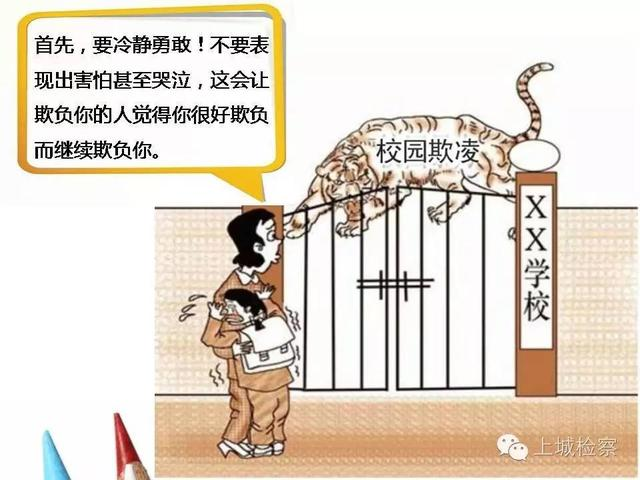 首先，要冷静勇敢！不要表
现出害怕甚至哭泣，这会让
欺负你的人觉得你很好欺负
而继续欺负你。
校园欺凌
XX学校
上城检察